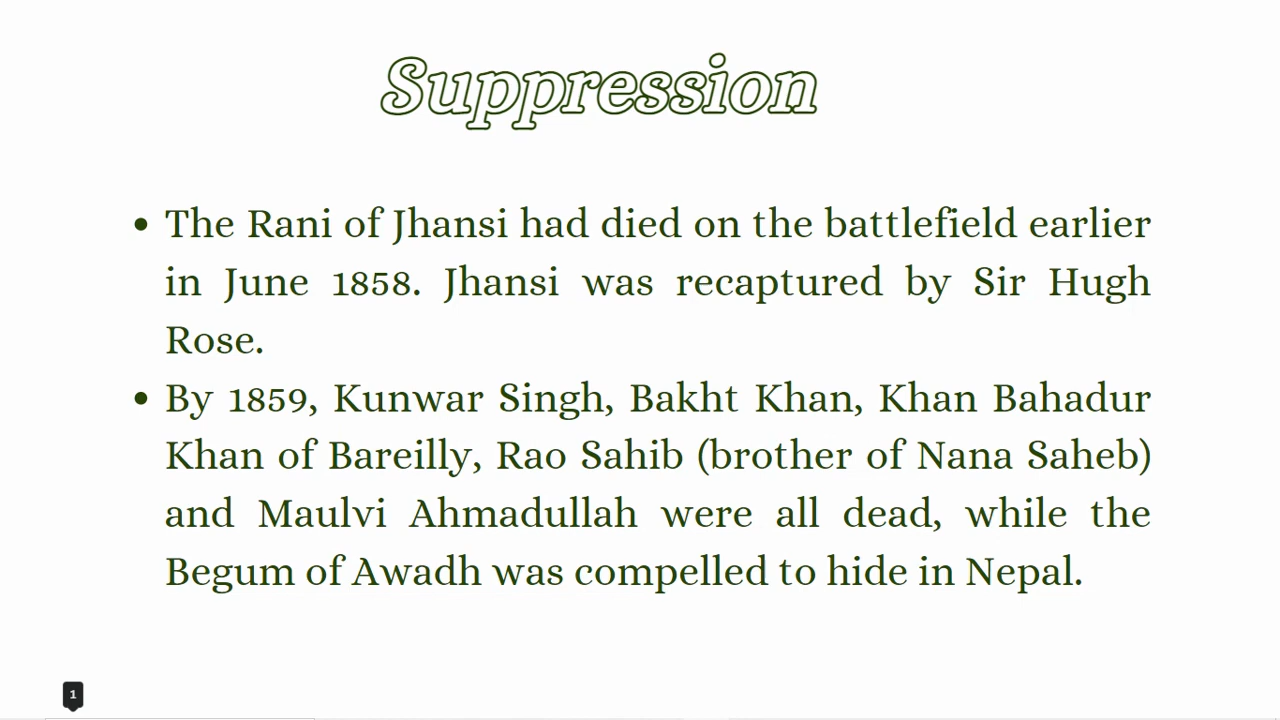 Suppression
• The Rani of Jhansi had died on the battlefield earlier
in June 1858. Jhansi was recaptured by Sir Hugh
Rose.
• By 1859, Kunwar Singh, Bakht Khan, Khan Bahadur
Khan of Bareilly, Rao Sahib (brother of Nana Saheb)
and Maulvi Ahmadullah were all dead, while the
Begum of Awadh was compelled to hide in Nepal.
1